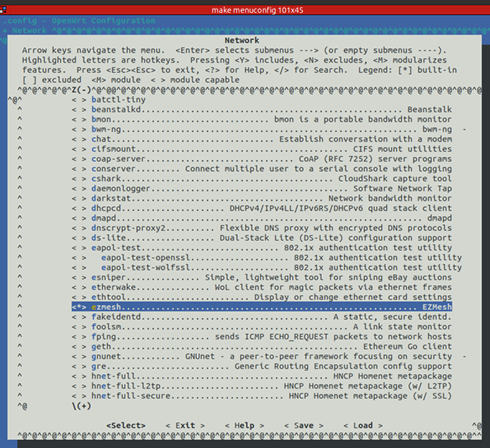 make menuconfig 101x45
.config - OpenWrt Configuration
> Network
Network
Arrow keys navigate the menu. <Enter> selects submenus ---> (or empty submenus ----).
Highlighted letters are hotkeys. Pressing <Y> includes, <N> excludes, <M> modularizes
features. Press <Esc><Esc> to exit, <?> for Help, </> for Search. Legend: [*] built-in
[ ] excluded <M> module < > module capable
^(-)
< > batctl-tiny
< > beanstalkd. Beanstalk
< > bmon. bmon is a portable bandwidth monitor
< > bwm-ng. bwm-ng -
< > chat. Establish conversation with a modem
< > cifsmount. CIFS mount utilities
< > coap-server. CoAP (RFC 7252) server programs
< > conserver. Connect multiple user to a serial console with logging
< > cshark. CloudShark capture tool
< > daemonlogger. Software Network Tap
< > darkstat. Network bandwidth monitor
< > dhcpcd. DHCPv4/IPv4LL/IPv6RS/DHCPv6 quad stack client
< > dmapd. dmapd
< > dnscrypt-proxy2. Flexible DNS proxy with encrypted DNS protocols
< > ds-lite. Dual-Stack Lite (DS-Lite) configuration support
< > eapol-test. 802.1x authentication test utility
< > eapol-test-openssl. 802.1x authentication test utility
< > eapol-test-wolfssl. 802.1x authentication test utility
< > esniper. Simple, lightweight tool for sniping eBay auctions
< > etherwake. WoL client for magic packets via ethernet frames
< > ethtool. Display or change ethernet card settings
<*> ezmesh. EZMesh
< > fakeidentd. A static, secure identd.
< > foolsm. A link state monitor
< > fping. sends ICMP ECHO_REQUEST packets to network hosts
< > geth. Ethereum Go client
< > gnunet. GNUnet - a peer-to-peer framework focusing on security -
< > gre. Generic Routing Encapsulation config support
< > hnet-full. HNCP Homenet metapackage
< > hnet-full-l2tp. HNCP Homenet metapackage (w/ L2TP)
< > hnet-full-secure. HNCP Homenet metapackage (w/ SSL)
\(+)
<Select> < Exit > < Help > < Save > < Load >